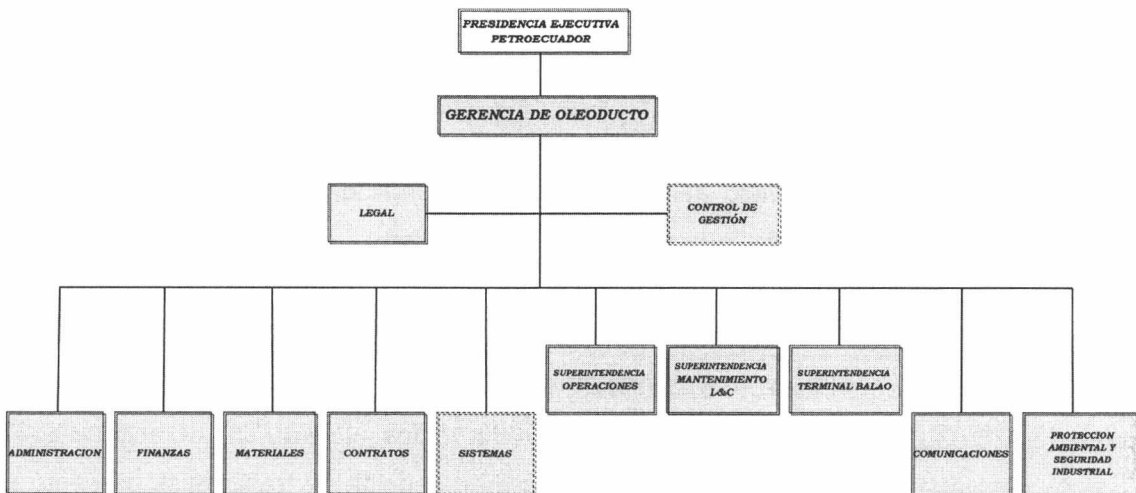 PRESIDENCIA EJECUTIVA
PETROECUADOR
GERENCIA DE OLEODUCTO
LEGAL
CONTROL DE
GESTIÓN
SUPERINTENDENCIA
OPERACIONES
SUPERINTENDENCIA
MANTENIMIENTO
L&C
SUPERINTENDENCIA
TERMINAL BALAO
ADMINISTRACION
FINANZAS
MATERIALES
CONTRATOS
SISTEMAS
COMUNICACIONES
PROTECCION
AMBIENTAL Y
SEGURIDAD
INDUSTRIAL